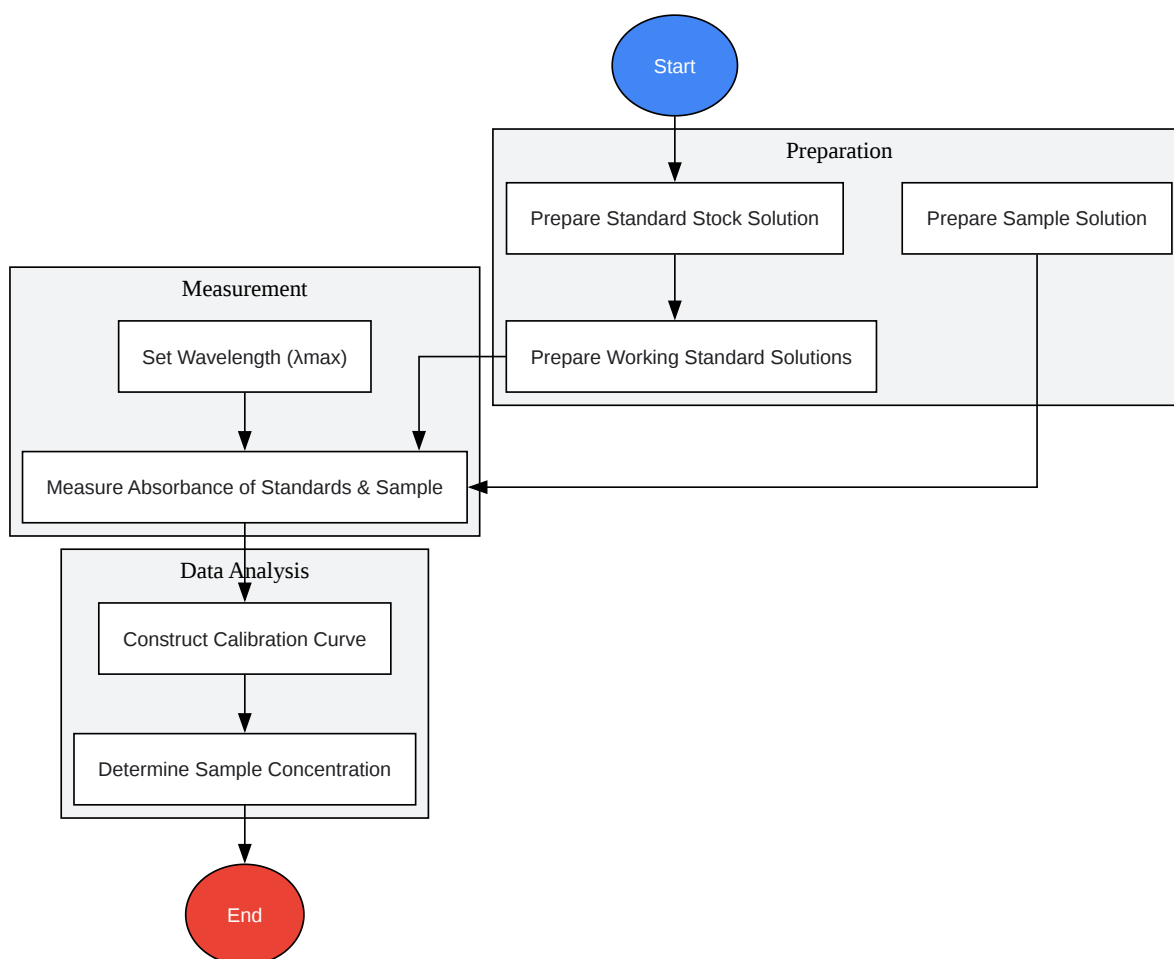 Start
Preparation
Prepare Standard Stock Solution
Prepare Sample Solution
Measurement
Set Wavelength (λmax)
Prepare Working Standard Solutions
Measure Absorbance of Standards & Sample
Data Analysis
Construct Calibration Curve
Determine Sample Concentration
End